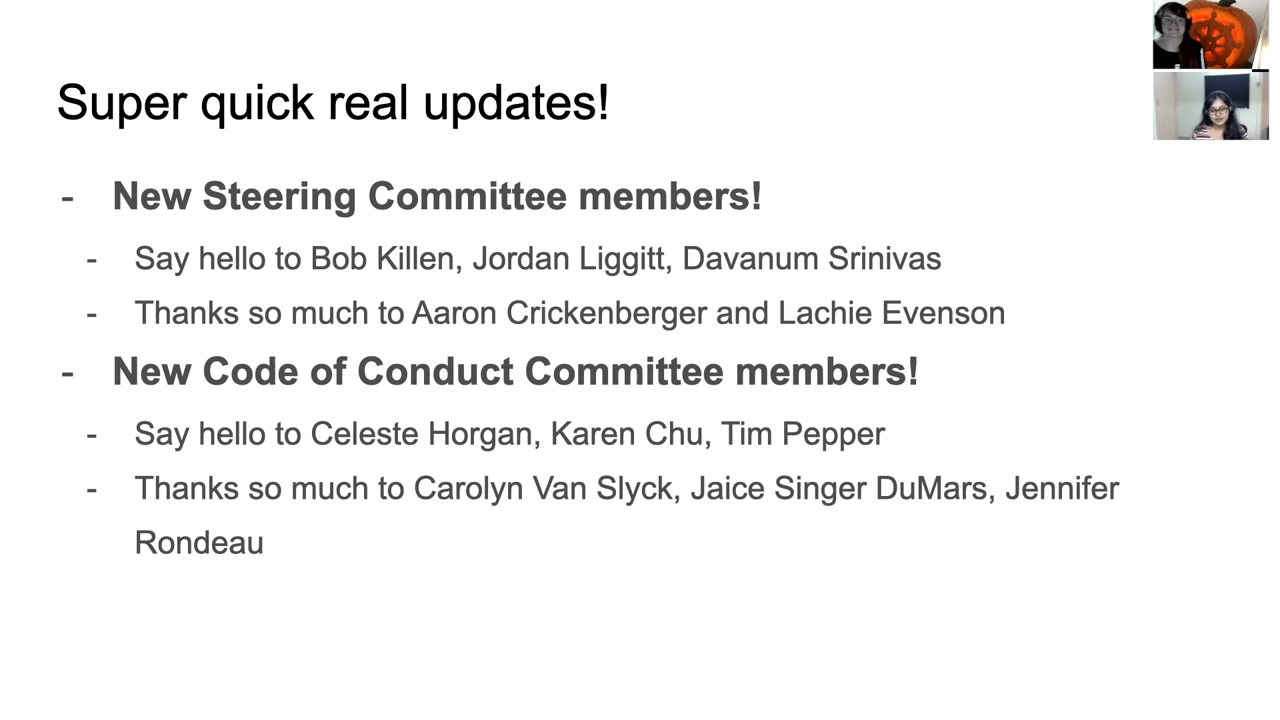 Super quick real updates!
- New Steering Committee members!
- Say hello to Bob Killen, Jordan Liggitt, Davanum Srinivas
- Thanks so much to Aaron Crickenberger and Lachie Evenson
- New Code of Conduct Committee members!
- Say hello to Celeste Horgan, Karen Chu, Tim Pepper
- Thanks so much to Carolyn Van Slyck, Jaice Singer DuMars, Jennifer
Rondeau